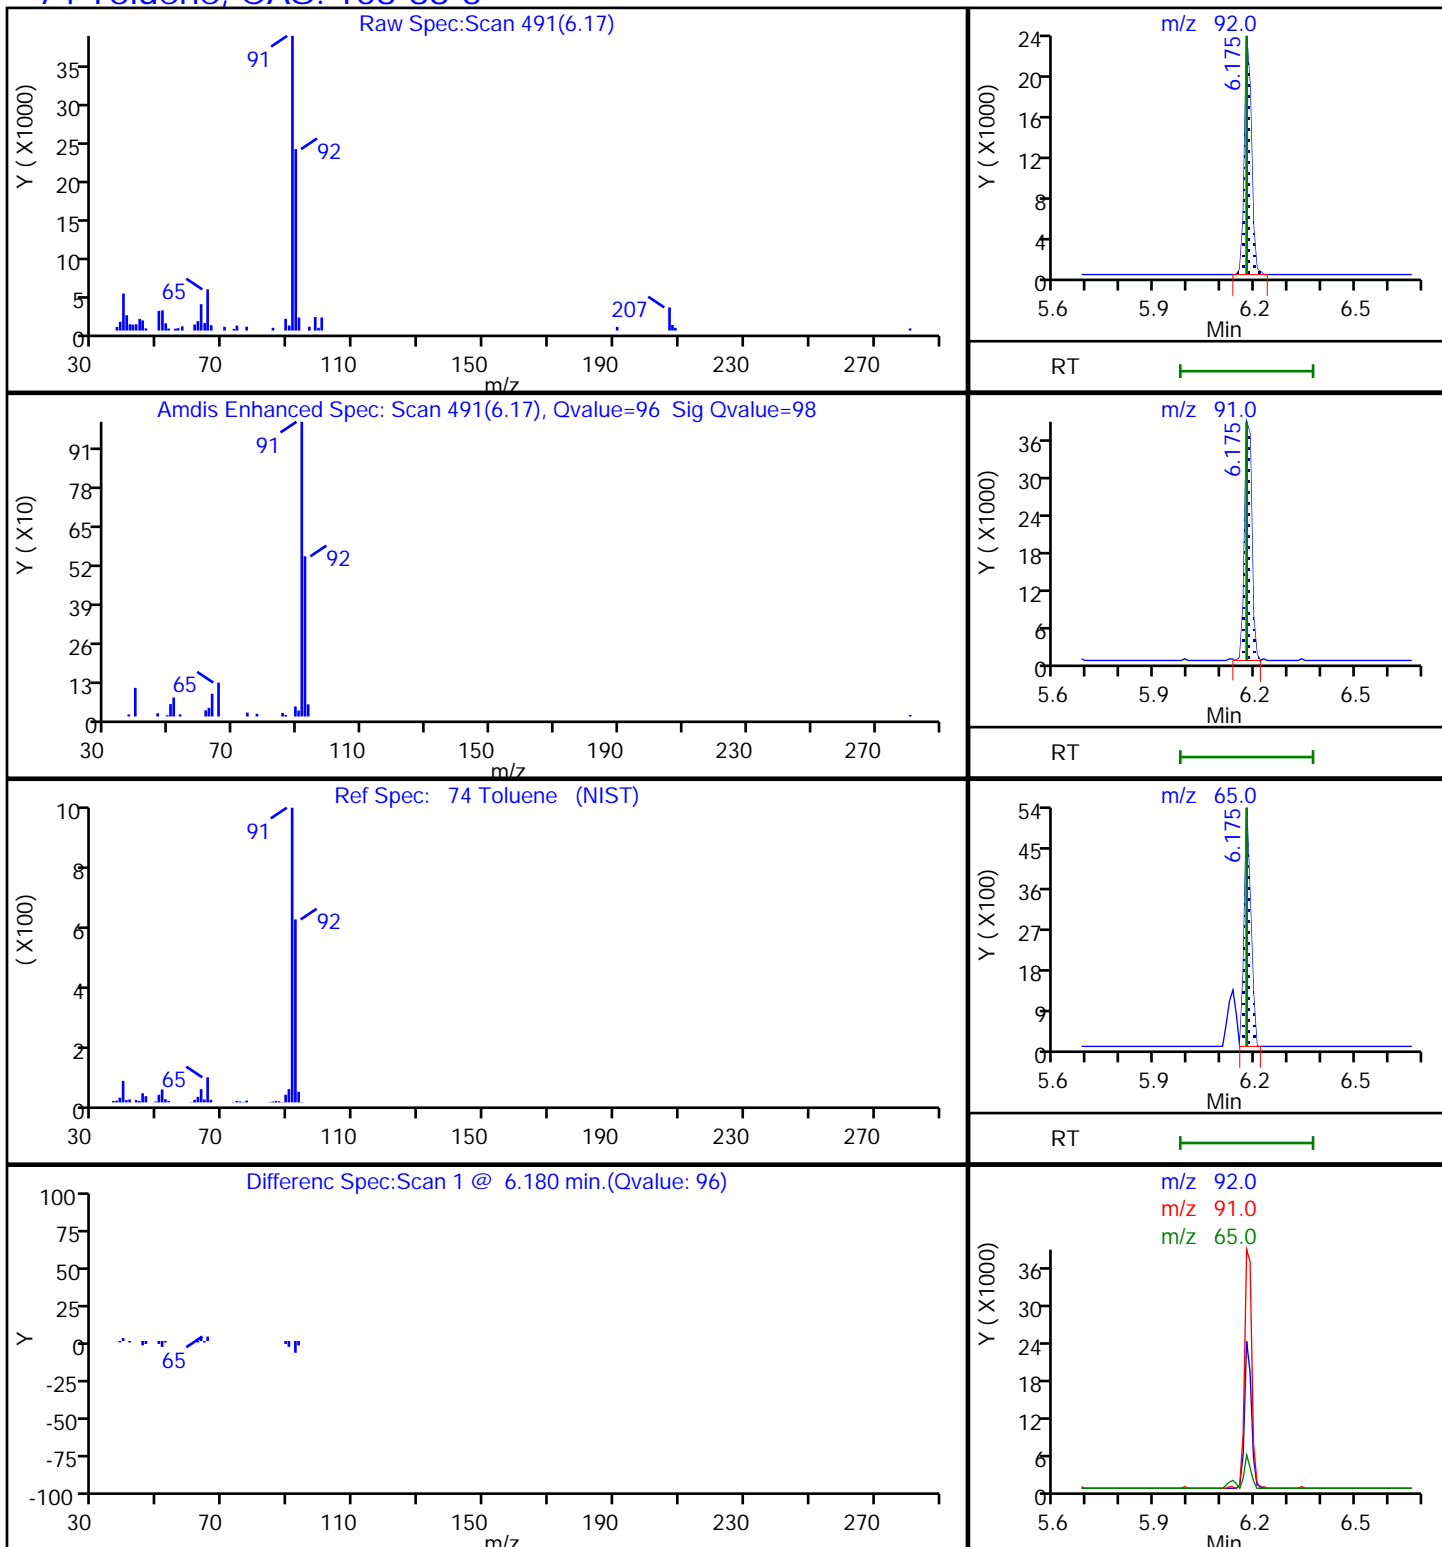 Raw Spec:Scan 491(6.17)
Y ( X1000)
35
30
25
20
15
10
5
0
91
92
65
207
30 70 110 150 190 230 270
m/z
m/z 92.0
Y ( X1000)
24
20
16
12
8
4
0
6.175
5.6 5.9 6.2 6.5
Min
RT
Amdis Enhanced Spec: Scan 491(6.17), Qvalue=96 Sig Qvalue=98
Y ( X10)
91
78
65
52
39
26
13
0
91
92
65
30 70 110 150 190 230 270
m/z
m/z 91.0
Y ( X1000)
36
30
24
18
12
6
0
6.175
5.6 5.9 6.2 6.5
Min
RT
Ref Spec: 74 Toluene (NIST)
( X100)
10
8
6
4
2
0
91
92
65
30 70 110 150 190 230 270
m/z 65.0
Y ( X100)
54
45
36
27
18
9
0
6.175
5.6 5.9 6.2 6.5
Min
RT
Differenc Spec:Scan 1 @ 6.180 min.(Qvalue: 96)
Y
100
75
50
25
0
-25
-50
-75
-100
65
30 70 110 150 190 230 270
m/z
m/z 92.0
m/z 91.0
m/z 65.0
Y ( X1000)
36
30
24
18
12
6
0
5.6 5.9 6.2 6.5
Min